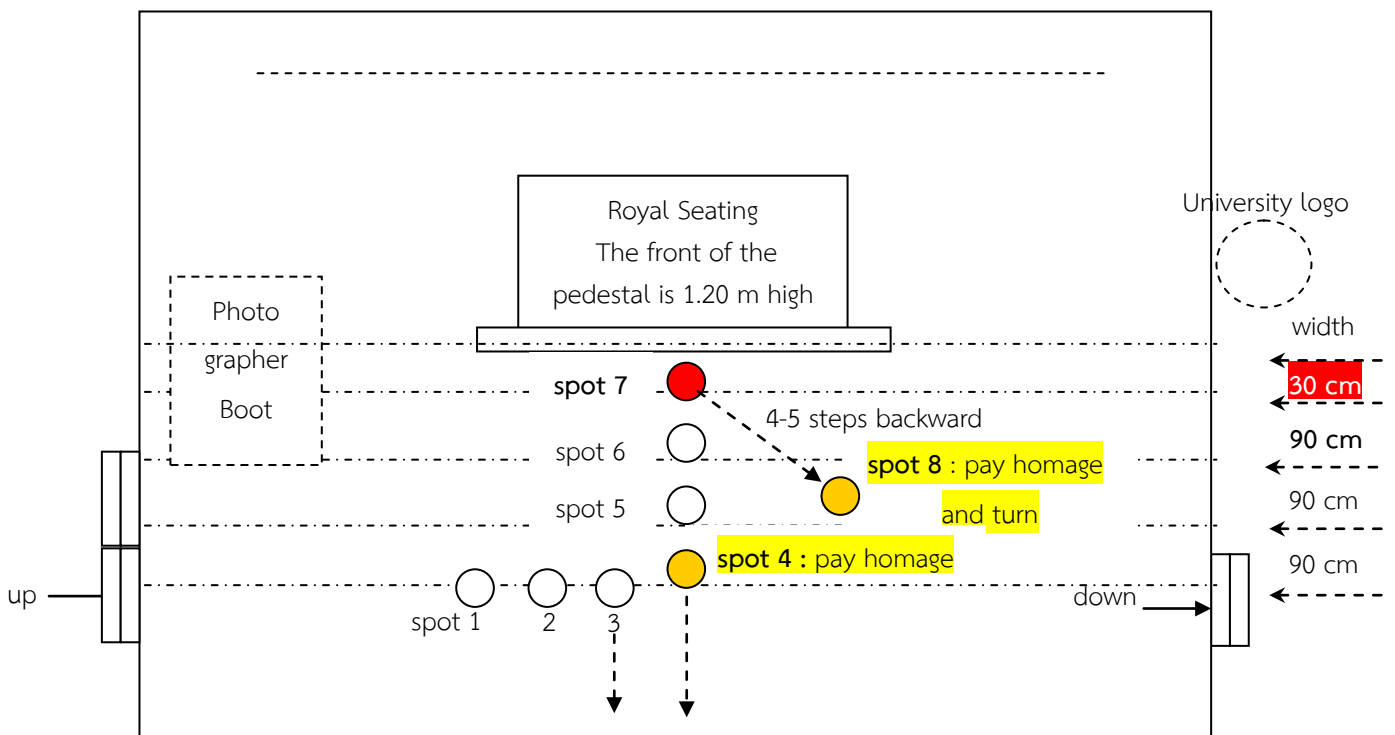 Royal Seating
The front of the
pedestal is 1.20 m high
University logo
Photo
grapher
Boot
width
30 cm
spot 7
4-5 steps backward
90 cm
spot 6
spot 8 : pay homage
and turn
spot 5
90 cm
spot 4 : pay homage
90 cm
up
down
spot 1
2
3